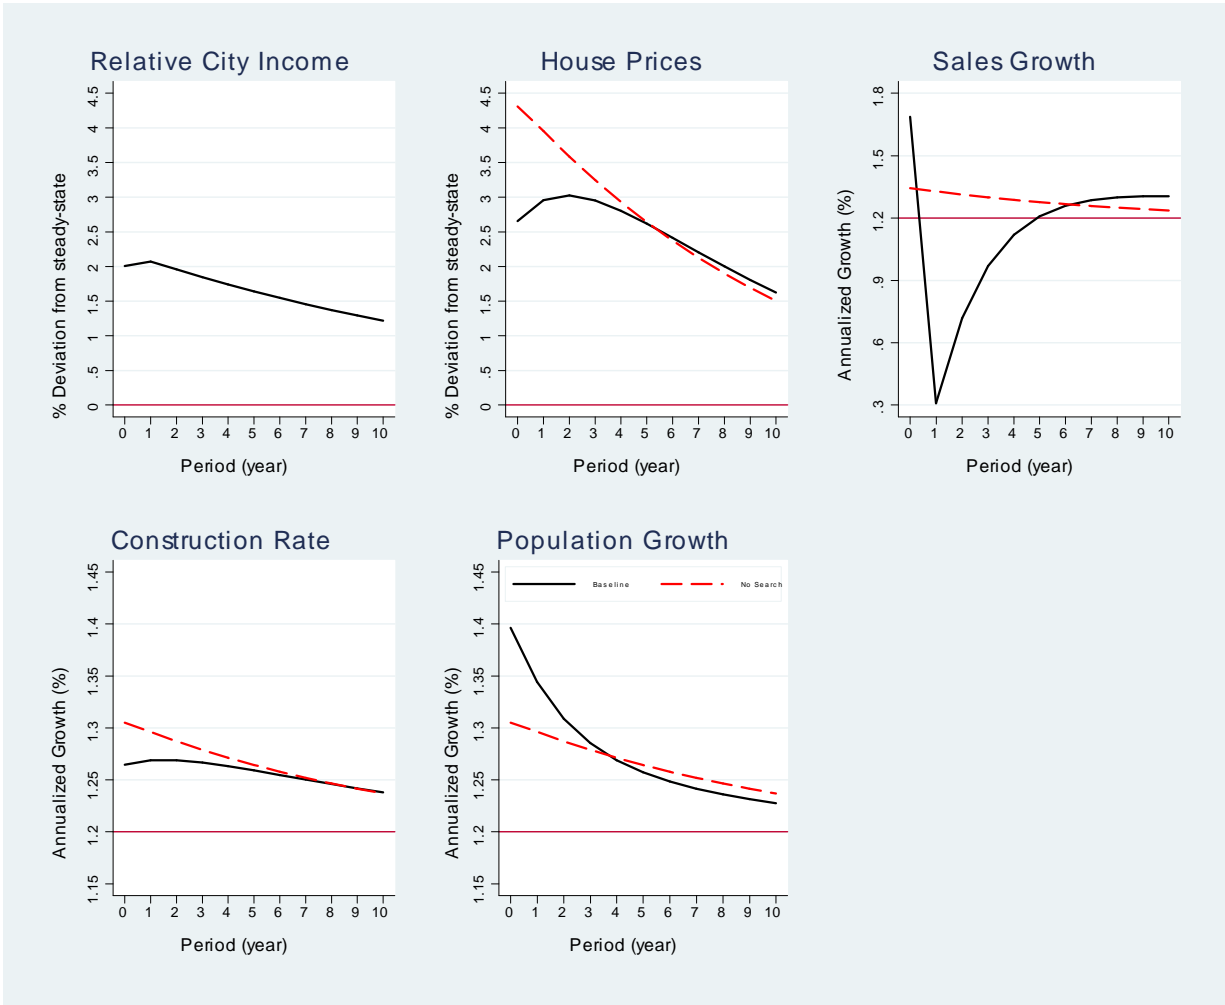 Relative City Income
% Deviation from steady-state
4.5
4
3.5
3
2.5
2
1.5
1
.5
0
0 1 2 3 4 5 6 7 8 9 10
Period (year)
House Prices
% Deviation from steady-state
4.5
4
3.5
3
2.5
2
1.5
1
.5
0
0 1 2 3 4 5 6 7 8 9 10
Period (year)
Sales Growth
Annualized Growth (%)
1.8
1.5
1.2
.9
.6
.3
0 1 2 3 4 5 6 7 8 9 10
Period (year)
Construction Rate
Annualized Growth (%)
1.45
1.4
1.35
1.3
1.25
1.2
1.15
0 1 2 3 4 5 6 7 8 9 10
Period (year)
Population Growth
Baseline No Search
Annualized Growth (%)
1.45
1.4
1.35
1.3
1.25
1.2
1.15
0 1 2 3 4 5 6 7 8 9 10
Period (year)